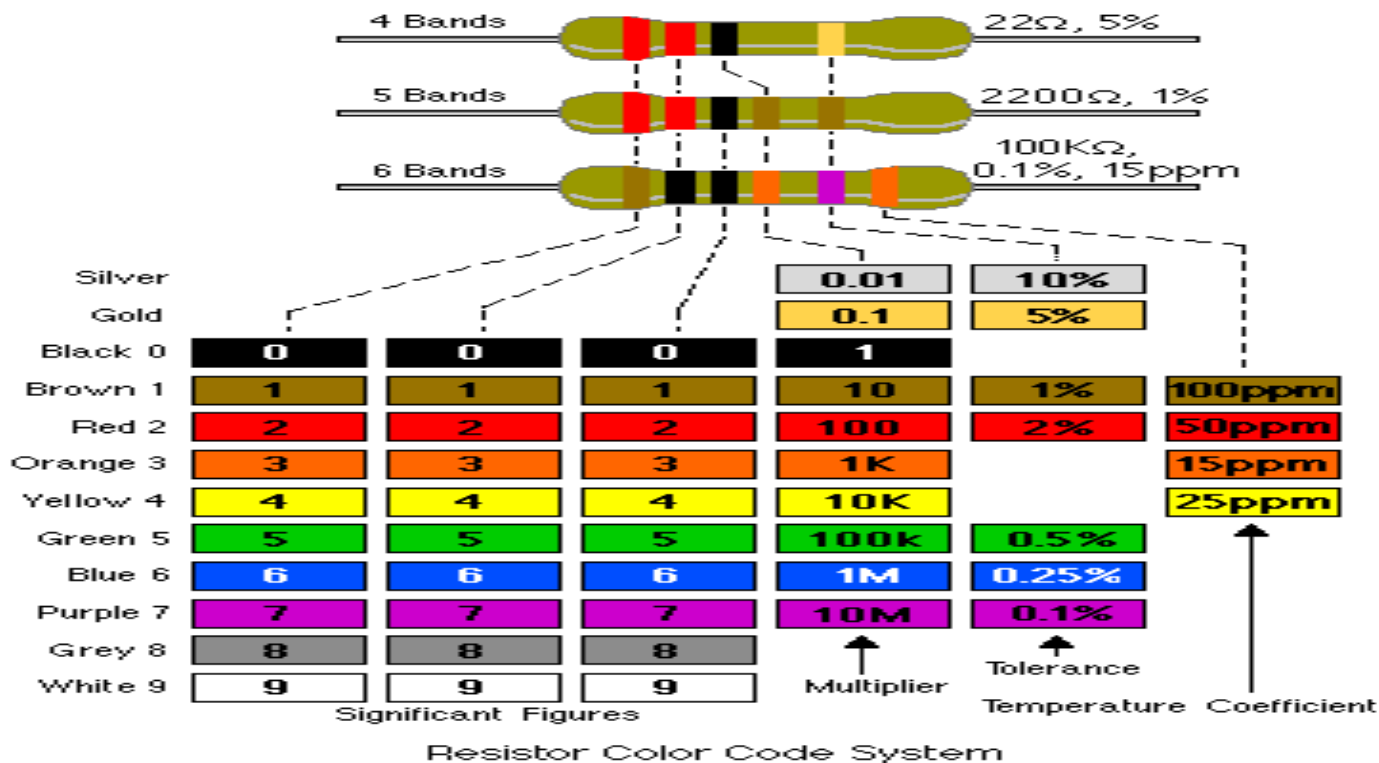 4 Bands 22Ω, 5%
5 Bands 2200Ω, 1%
100KΩ,
6 Bands 0.1%, 15ppm
Silver 0.01 10%
Gold 0.1 5%
Black 0 0 0 0 1
Brown 1 1 1 1 10 1% 100ppm
Red 2 2 2 2 100 2% 50ppm
Orange 3 3 3 3 1K 15ppm
Yellow 4 4 4 4 10K 25ppm
Green 5 5 5 5 100k 0.5%
Blue 6 6 6 6 1M 0.25%
Purple 7 7 7 7 10M 0.1%
Grey 8 8 8 8
White 9 9 9 9
Multiplier
Tolerance
Significant Figures
Temperature Coefficient
Resistor Color Code System